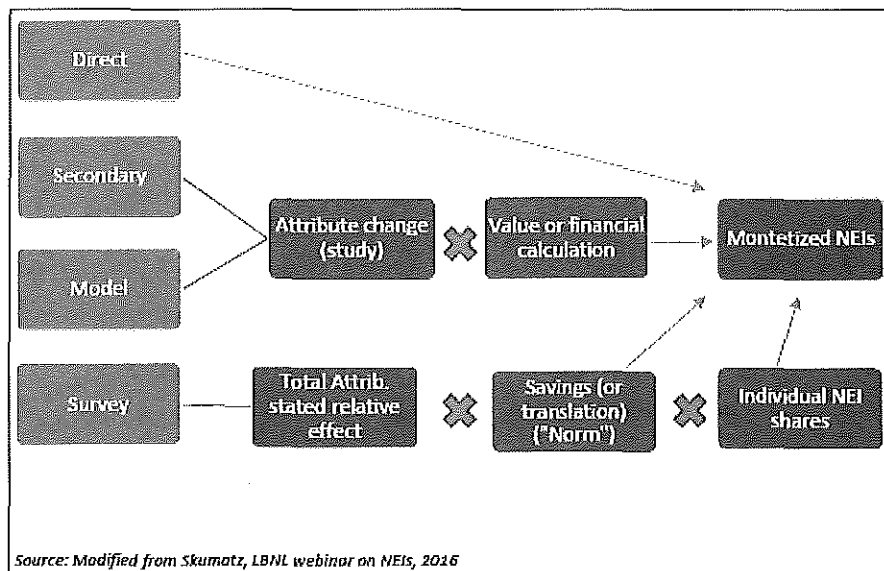 Direct
Secondary
Attribute change
(study)
Value or financial
calculation
Montetized NEIs
Model
Survey
Total Attrib.
stated relative
effect
Savings (or
translation)
("Norm")
Individual NEI
shares
Source: Modified from Skumatz, LBNL webinar on NEIs, 2016